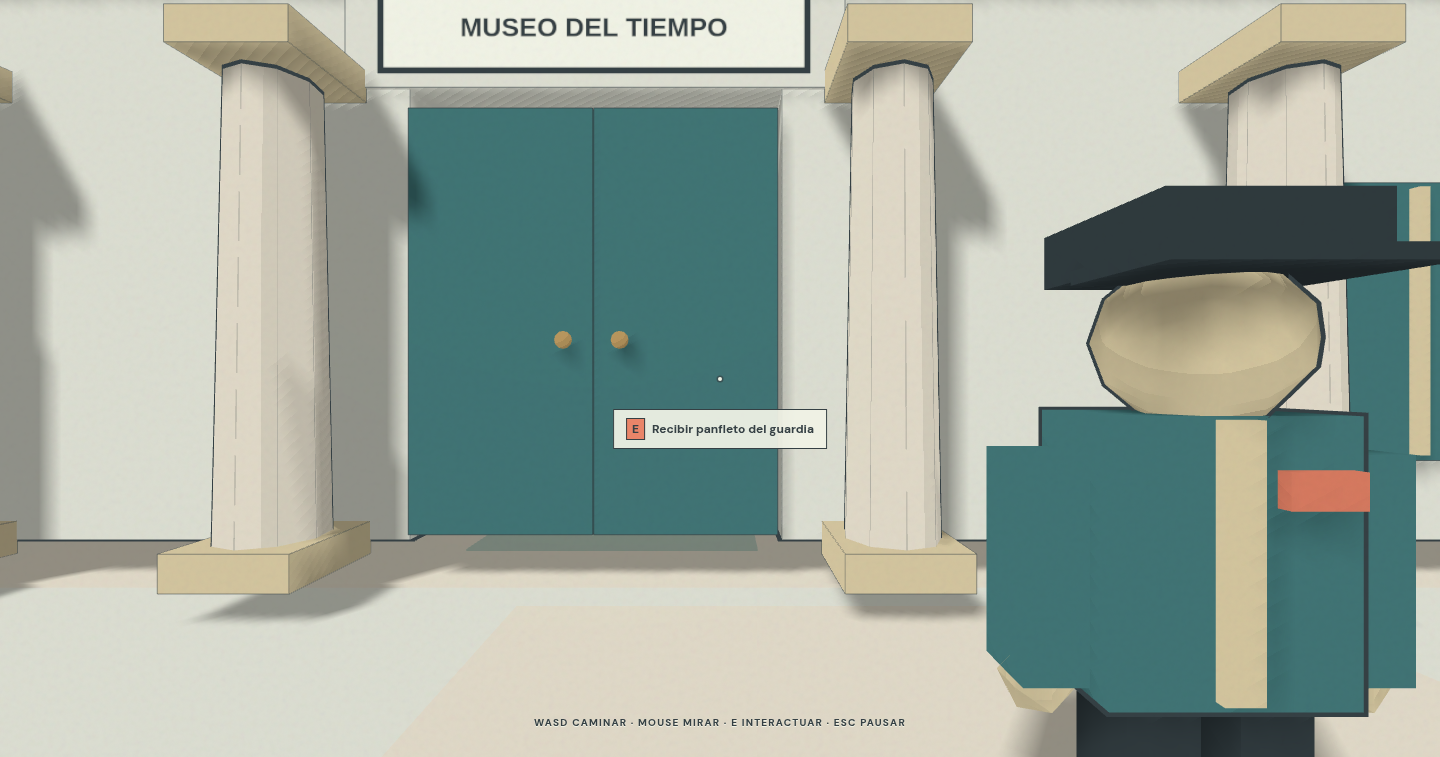 MUSEO DEL TIEMPO
E Recibir panfleto del guardia
WASD CAMINAR · MOUSE MIRAR · E INTERACTUAR · ESC PAUSAR